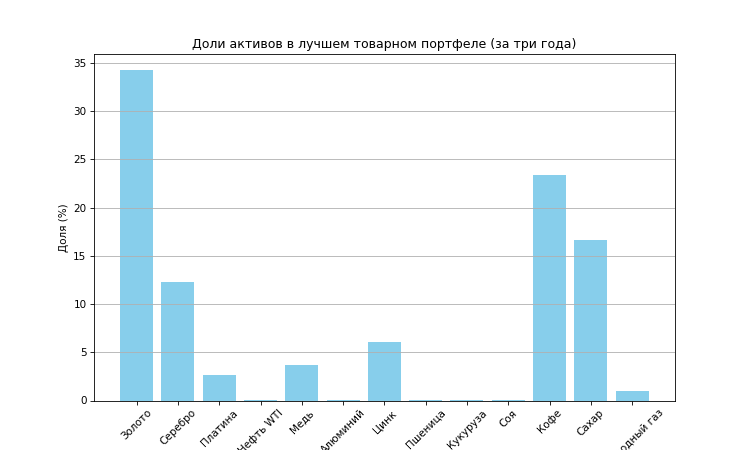 Доли активов в лучшем товарном портфеле (за три года)
Доля (%)
35
30
25
20
15
10
5
0
Золото
Серебро
Платина
Нефть WTI
Медь
Алюминий
Цинк
Пшеница
Кукуруза
Соя
Кофе
Сахар
одный газ